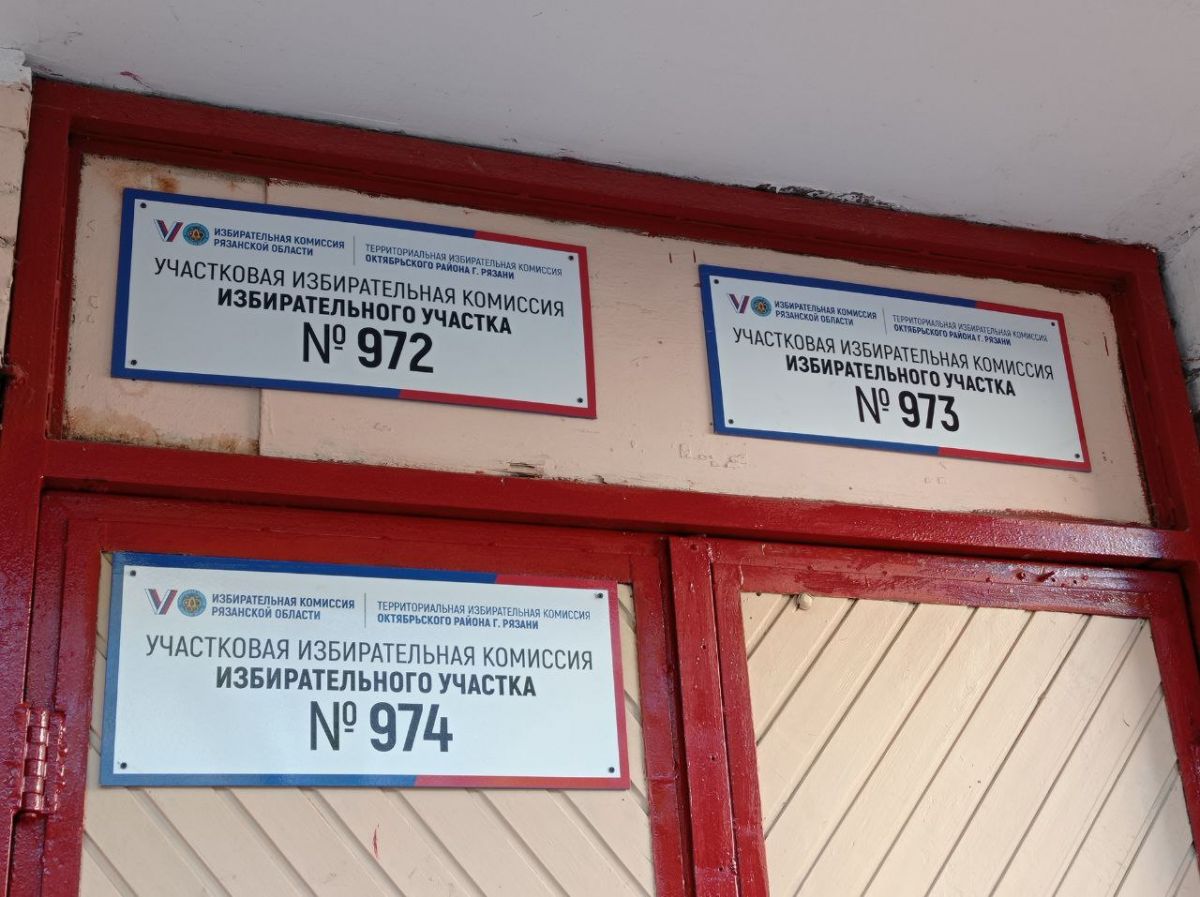 ИЗБИРАТЕЛЬНАЯ КОМИССИЯ
РЯЗАНСКОЙ ОБЛАСТИ
ТЕРРИТОРИАЛЬНАЯ ИЗБИРАТЕЛЬНАЯ КОМИССИЯ
ОКТЯБРЬСКОГО РАЙОНА Г. РЯЗАНИ
УЧАСТКОВАЯ ИЗБИРАТЕЛЬНАЯ КОМИССИЯ
ИЗБИРАТЕЛЬНОГО УЧАСТКА
№ 972
ИЗБИРАТЕЛЬНАЯ КОМИССИЯ
РЯЗАНСКОЙ ОБЛАСТИ
ТЕРРИТОРИАЛЬНАЯ ИЗБИРАТЕЛЬНАЯ КОМИССИЯ
ОКТЯБРЬСКОГО РАЙОНА Г. РЯЗАНИ
УЧАСТКОВАЯ ИЗБИРАТЕЛЬНАЯ КОМИССИЯ
ИЗБИРАТЕЛЬНОГО УЧАСТКА
№ 973
ИЗБИРАТЕЛЬНАЯ КОМИССИЯ
РЯЗАНСКОЙ ОБЛАСТИ
ТЕРРИТОРИАЛЬНАЯ ИЗБИРАТЕЛЬНАЯ КОМИССИЯ
ОКТЯБРЬСКОГО РАЙОНА Г. РЯЗАНИ
УЧАСТКОВАЯ ИЗБИРАТЕЛЬНАЯ КОМИССИЯ
ИЗБИРАТЕЛЬНОГО УЧАСТКА
№ 974